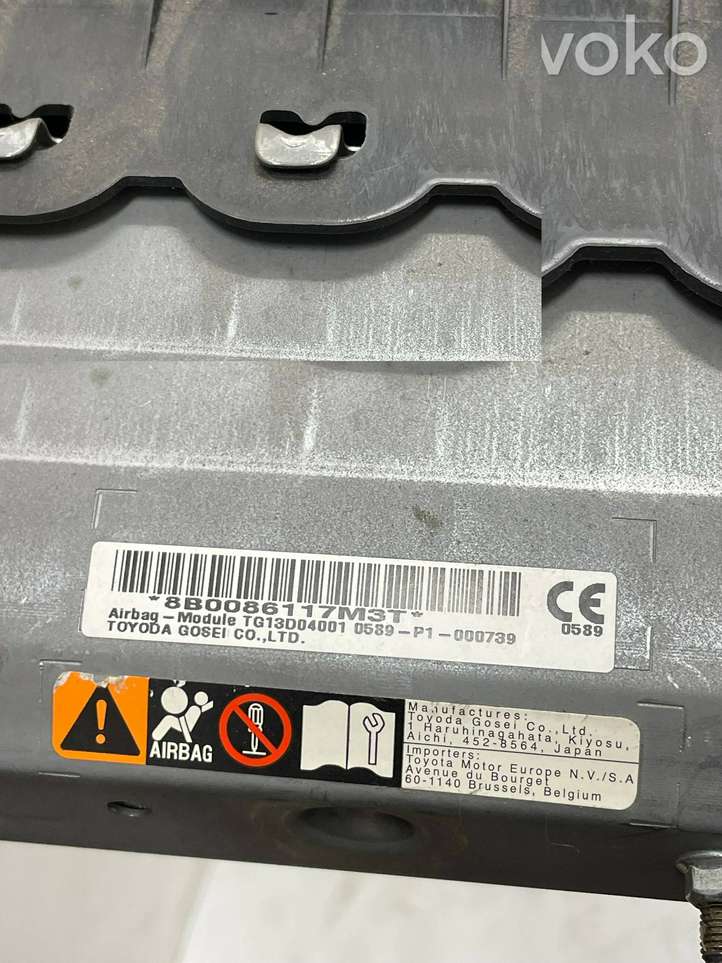 voko
*8B0086117M3T*
Airbag-Module TG13D04001 0589-P1-000739
TOYODA GOSEI CO.,LTD.
CE
0589
AIRBAG
Manufactures:
Toyoda Gosei Co., Ltd.
1 Haruhinagahata, Kiyosu,
Aichi, 452-8564, Japan
Importers:
Toyota Motor Europe N.V./S.A
Avenue du Bourget
60-1140 Brussels, Belgium